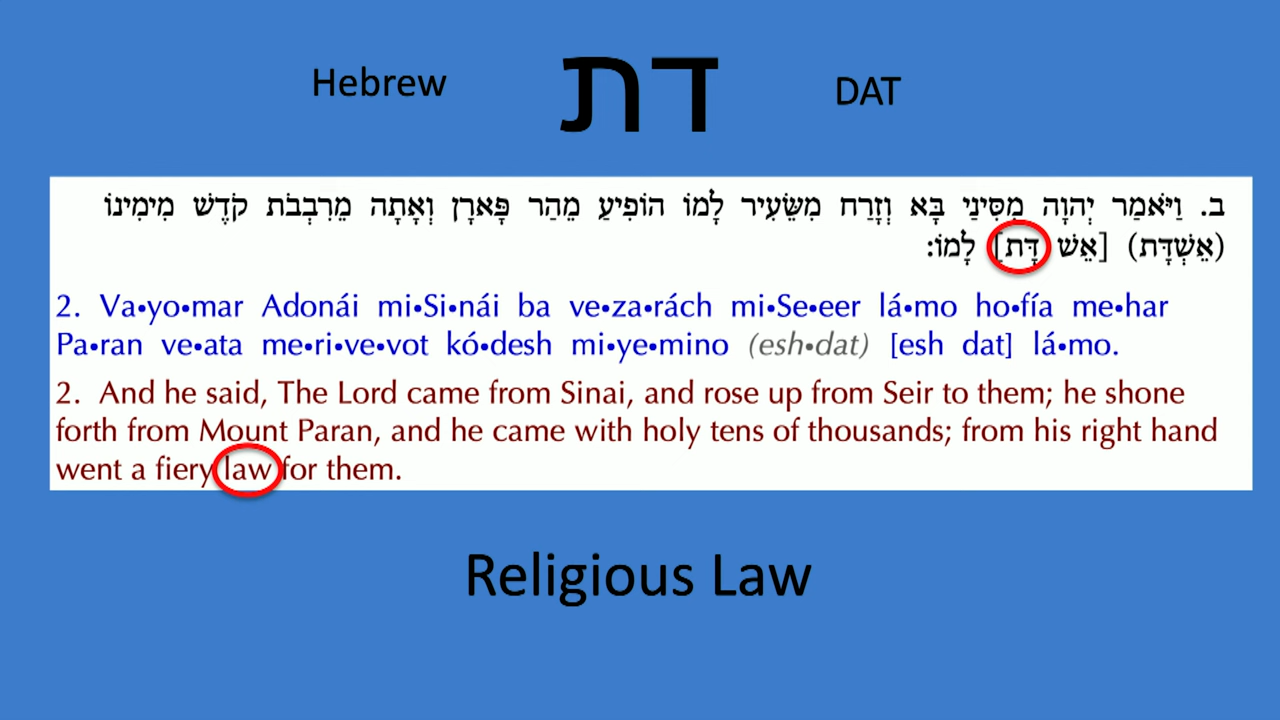 Hebrew דת DAT
ב. וַיֹּאמַר יְהוָה מִסִּינַי בָּא וְזָרַח מִשֵּׂעִיר לָמוֹ הוֹפִיעַ מֵהַר פָּארָן וְאָתָה מֵרִבְבֹת קֹדֶשׁ מִימִינוֹ
(אֵשְׁדָּת) [אֵשׁ דָּת] לָמוֹ:
2. Va•yo•mar Adonái mi•Si•nái ba ve•za•rách mi•Se•eer lá•mo ho•fía me•har
Pa•ran ve•ata me•ri•ve•vot kó•desh mi•ye•mino (esh•dat) [esh dat] lá•mo.
2. And he said, The Lord came from Sinai, and rose up from Seir to them; he shone
forth from Mount Paran, and he came with holy tens of thousands; from his right hand
went a fiery law for them.
Religious Law